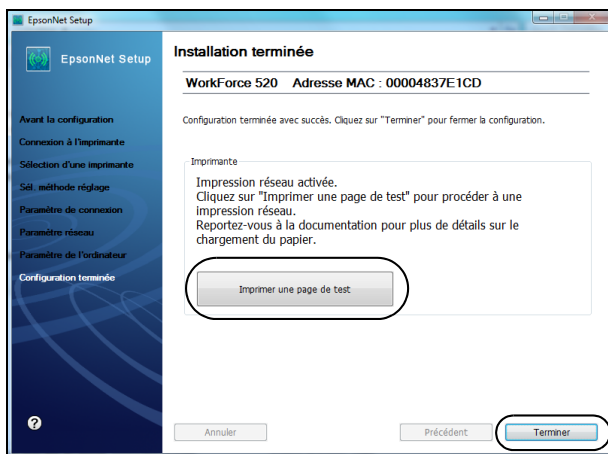 EpsonNet Setup
EpsonNet Setup
Avant la configuration
Connexion à l'imprimante
Sélection d'une imprimante
Sél. méthode réglage
Paramètre de connexion
Paramètre réseau
Paramètre de l'ordinateur
Configuration terminée
?
Installation terminée
WorkForce 520 Adresse MAC : 00004837E1CD
Configuration terminée avec succès. Cliquez sur "Terminer" pour fermer la configuration.
Imprimante
Impression réseau activée.
Cliquez sur "Imprimer une page de test" pour procéder à une
impression réseau.
Reportez-vous à la documentation pour plus de détails sur le
chargement du papier.
Imprimer une page de test
Annuler
Précédent
Terminer